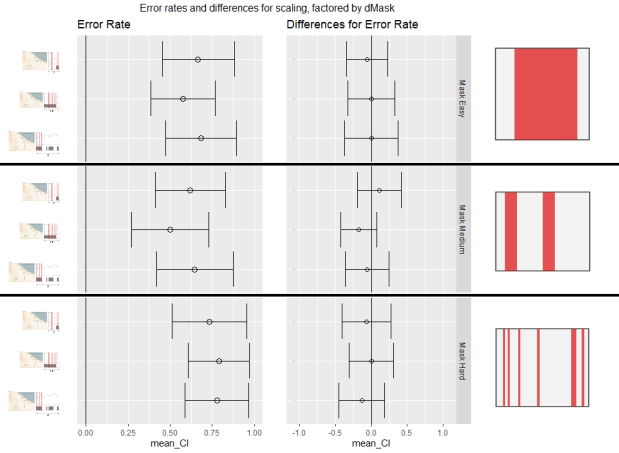 Error rates and differences for scaling, factored by dMask
Error Rate
Differences for Error Rate
Mask Easy
Mask Medium
Mask Hard
0.00 0.25 0.50 0.75 1.00
-1.0 -0.5 0.0 0.5 1.0
mean_CI
mean_CI